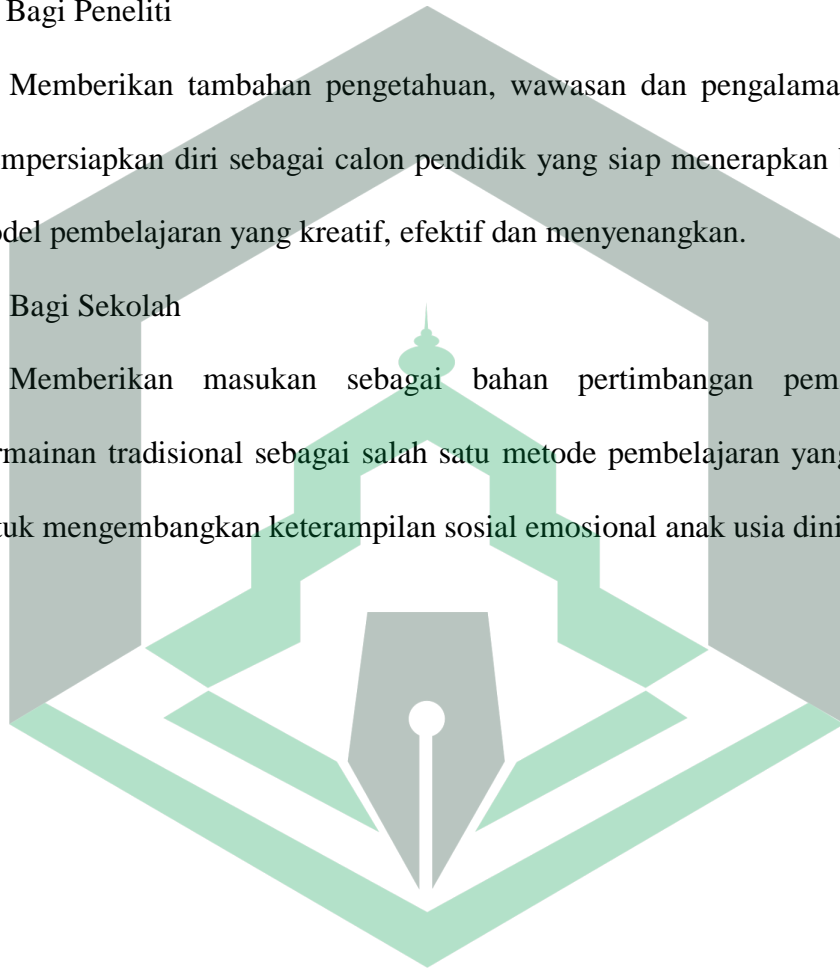 Bagi Peneliti
Memberikan tambahan pengetahuan, wawasan dan pengalama
mpersiapkan diri sebagai calon pendidik yang siap menerapkan
del pembelajaran yang kreatif, efektif dan menyenangkan.
Bagi Sekolah
Memberikan masukan sebagai bahan pertimbangan pem
rmainan tradisional sebagai salah satu metode pembelajaran yang
tuk mengembangkan keterampilan sosial emosional anak usia dini